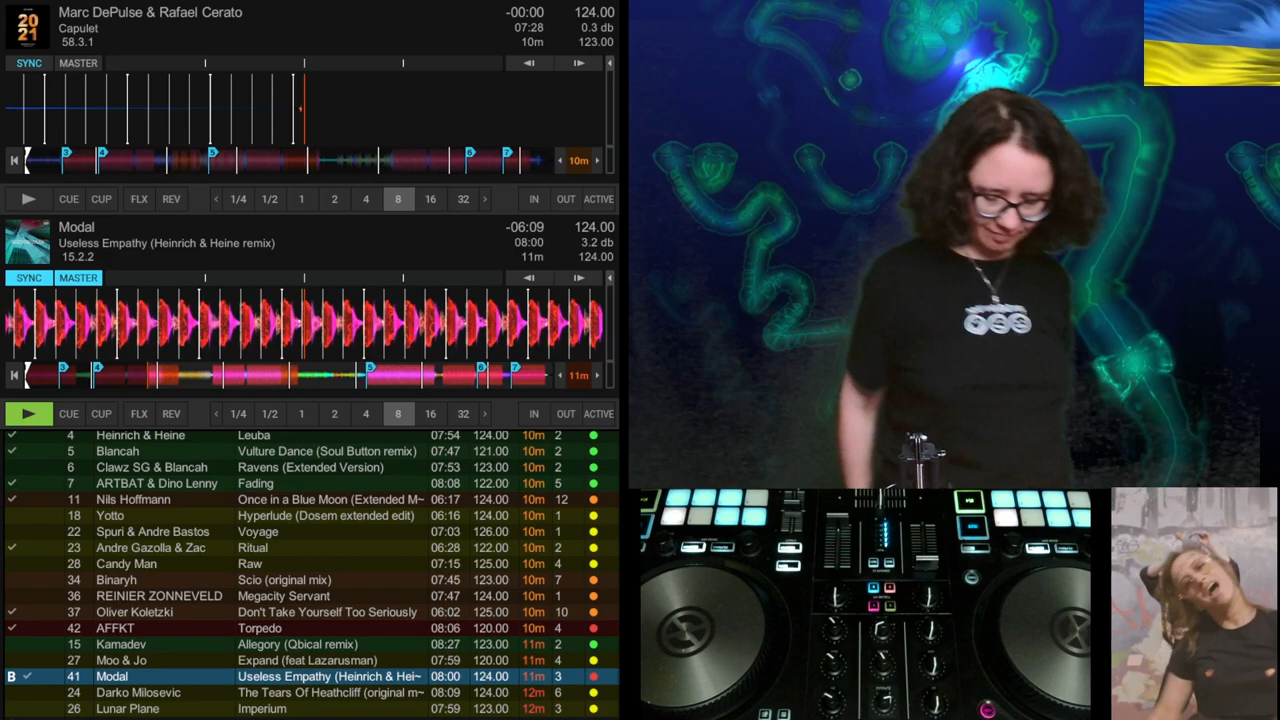 20
21
Marc DePulse & Rafael Cerato -00:00 124.00
Capulet 07:28 0.3 db
58.3.1 10m 123.00
SYNC MASTER
3 4 5 6 7 10m
CUE CUP FLX REV 1/4 1/2 1 2 4 8 16 32 IN OUT ACTIVE
Modal -06:09 124.00
Useless Empathy (Heinrich & Heine remix) 08:00 3.2 db
15.2.2 11m 124.00
SYNC MASTER
3 4 5 6 7 11m
CUE CUP FLX REV 1/4 1/2 1 2 4 8 16 32 IN OUT ACTIVE
4 Heinrich & Heine Leuba 07:54 124.00 10m 2
5 Blancah Vulture Dance (Soul Button remix) 07:47 121.00 10m 2
6 Clawz SG & Blancah Ravens (Extended Version) 07:53 123.00 10m 2
7 ARTBAT & Dino Lenny Fading 08:08 122.00 10m 5
11 Nils Hoffmann Once in a Blue Moon (Extended M~ 06:17 124.00 10m 12
18 Yotto Hyperlude (Dosem extended edit) 06:16 124.00 10m 1
22 Spuri & Andre Bastos Voyage 07:03 126.00 10m 1
23 Andre Gazolla & Zac Ritual 06:28 122.00 10m 2
28 Candy Man Raw 07:15 125.00 10m 4
34 Binaryh Scio (original mix) 07:45 123.00 10m 7
36 REINIER ZONNEVELD Megacity Servant 07:47 124.00 10m 1
37 Oliver Koletzki Don't Take Yourself Too Seriously 06:02 125.00 10m 10
42 AFFKT Torpedo 08:06 120.00 10m 4
15 Kamadev Allegory (Qbical remix) 08:27 123.00 11m 2
27 Moo & Jo Expand (feat Lazarusman) 07:59 120.00 11m 4
B 41 Modal Useless Empathy (Heinrich & Hei~ 08:00 124.00 11m 3
24 Darko Milosevic The Tears Of Heathcliff (original m~ 08:09 124.00 12m 6
26 Lunar Plane Imperium 07:59 123.00 12m 3